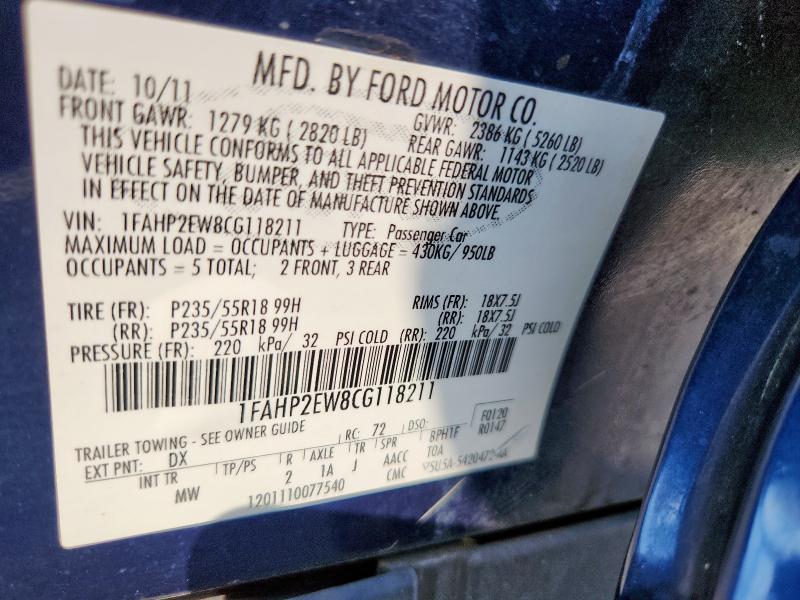 MFD. BY FORD MOTOR CO.
DATE: 10/11 GVWR: 2386 KG (5260 LB)
FRONT GAWR: 1279 KG (2820 LB) REAR GAWR: 1143 KG (2520 LB)
THIS VEHICLE CONFORMS TO ALL APPLICABLE FEDERAL MOTOR
VEHICLE SAFETY, BUMPER, AND THEFT PREVENTION STANDARDS
IN EFFECT ON THE DATE OF MANUFACTURE SHOWN ABOVE.
VIN: 1FAHP2EW8CG118211 TYPE: Passenger Car
MAXIMUM LOAD = OCCUPANTS + LUGGAGE = 430KG/950LB
OCCUPANTS = 5 TOTAL; 2 FRONT, 3 REAR
TIRE (FR): P235/55R18 99H RIMS (FR): 18X7.5J
(RR): P235/55R18 99H (RR): 18X7.5J
PRESSURE (FR): 220 kPa/ 32 PSI COLD (RR): 220 kPa/ 32 PSI COLD
1FAHP2EW8CG118211
F0120
TRAILER TOWING - SEE OWNER GUIDE RC: 72 DSO: R0147
EXT PNT: DX
INT TR TP/PS R AXLE TR SPR BPHTF
MW 2 1A J AACC TOA
1201110077540 CMC 5U5A-5420472-AA